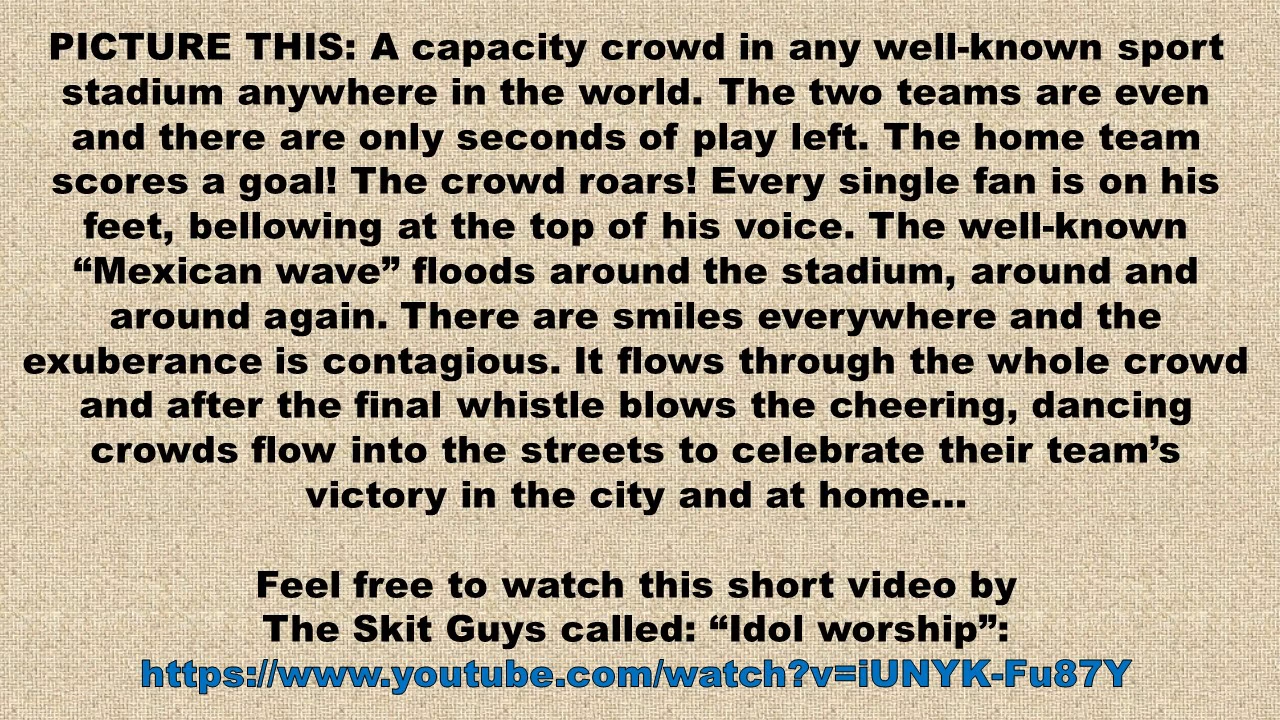 PICTURE THIS: A capacity crowd in any well-known sport
stadium anywhere in the world. The two teams are even
and there are only seconds of play left. The home team
scores a goal! The crowd roars! Every single fan is on his
feet, bellowing at the top of his voice. The well-known
“Mexican wave” floods around the stadium, around and
around again. There are smiles everywhere and the
exuberance is contagious. It flows through the whole crowd
and after the final whistle blows the cheering, dancing
crowds flow into the streets to celebrate their team’s
victory in the city and at home…
Feel free to watch this short video by
The Skit Guys called: “Idol worship”:
https://www.youtube.com/watch?v=iUNYK-Fu87Y